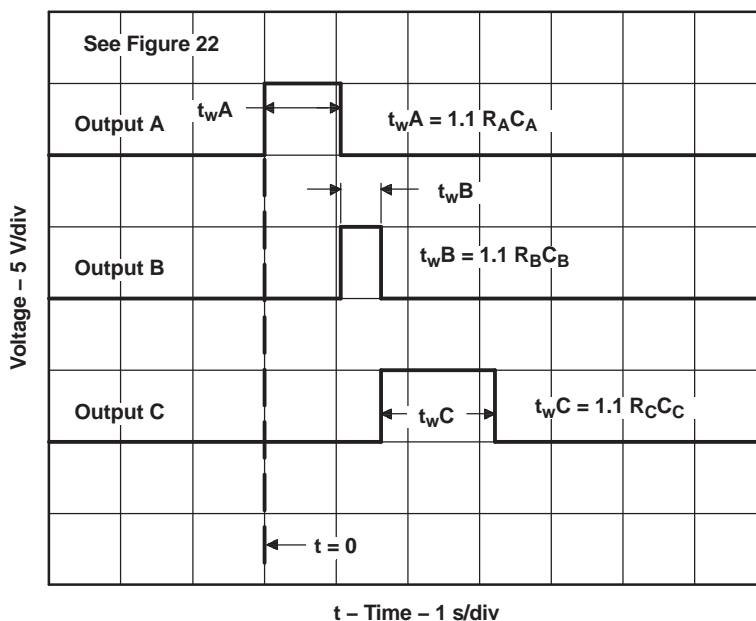 See Figure 22
twA
Output A
twA = 1.1 RACA
twB
Output B
twB = 1.1 RBCB
Output C
twC
twC = 1.1 RCCC
t = 0
Voltage – 5 V/div
t – Time – 1 s/div